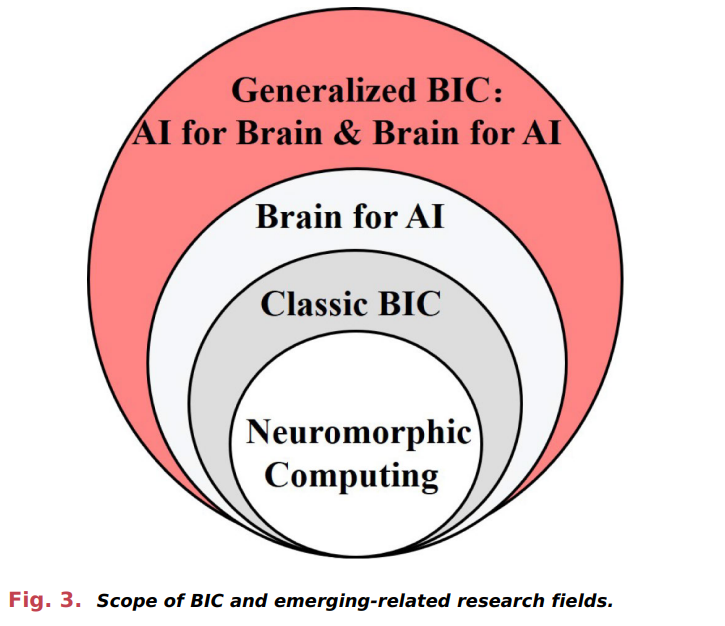 Generalized BIC：
AI for Brain & Brain for AI
Brain for AI
Classic BIC
Neuromorphic
Computing
Fig. 3. Scope of BIC and emerging-related research fields.